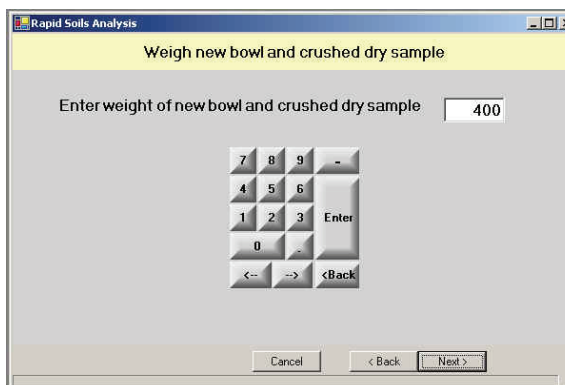 Rapid Soils Analysis
Weigh new bowl and crushed dry sample
Enter weight of new bowl and crushed dry sample 400
7 8 9 -
4 5 6
1 2 3 Enter
0 .
<-- --> <Back
Cancel < Back Next >